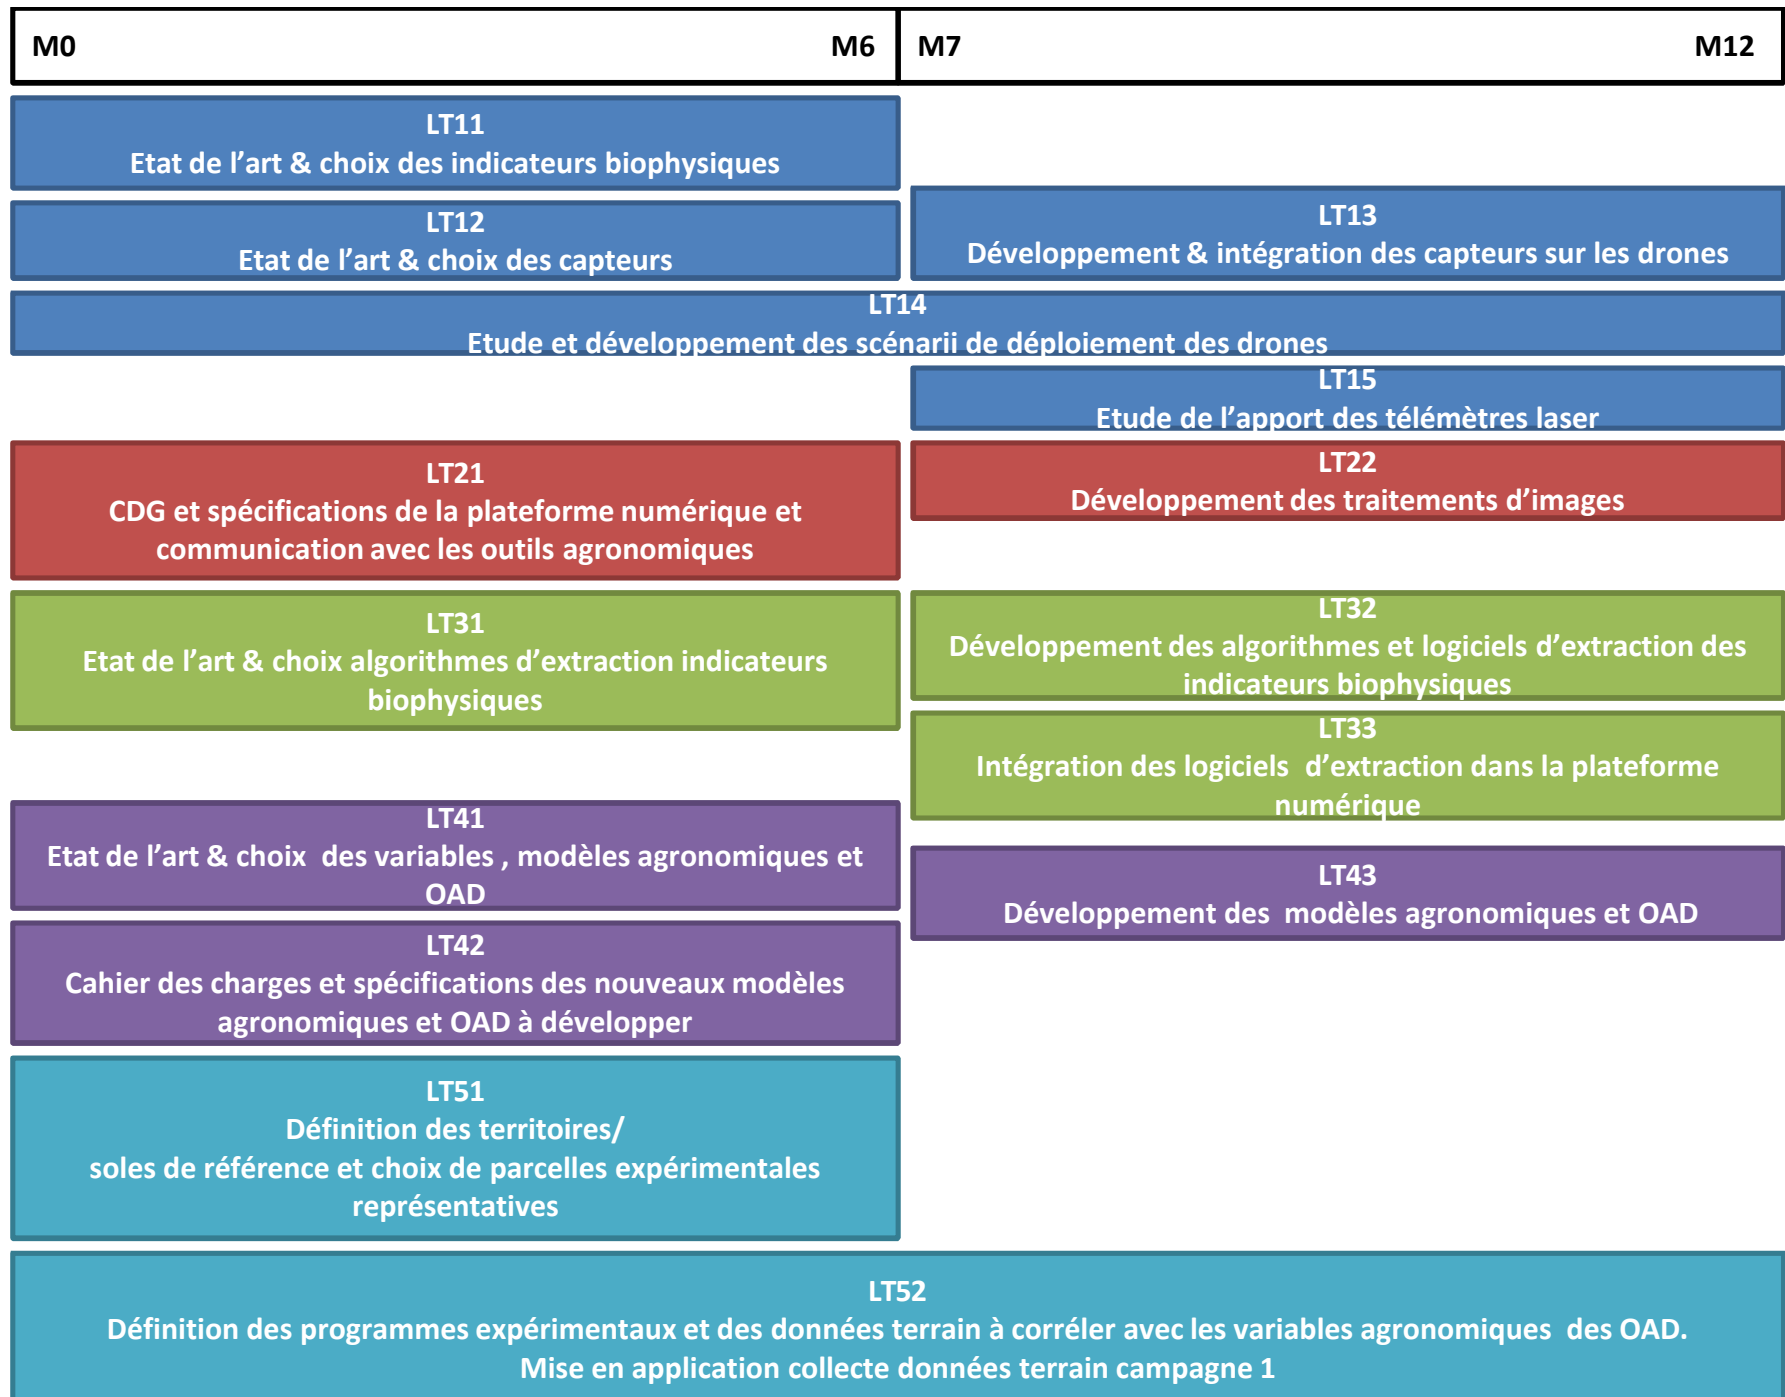 M0 M6 M7 M12
LT11
Etat de l’art & choix des indicateurs biophysiques
LT12
Etat de l’art & choix des capteurs
LT13
Développement & intégration des capteurs sur les drones
LT14
Etude et développement des scénarii de déploiement des drones
LT15
Etude de l’apport des télémètres laser
LT21
CDG et spécifications de la plateforme numérique et
communication avec les outils agronomiques
LT22
Développement des traitements d’images
LT31
Etat de l’art & choix algorithmes d’extraction indicateurs
biophysiques
LT32
Développement des algorithmes et logiciels d’extraction des
indicateurs biophysiques
LT33
Intégration des logiciels d’extraction dans la plateforme
numérique
LT41
Etat de l’art & choix des variables , modèles agronomiques et
OAD
LT43
Développement des modèles agronomiques et OAD
LT42
Cahier des charges et spécifications des nouveaux modèles
agronomiques et OAD à développer
LT51
Définition des territoires/
soles de référence et choix de parcelles expérimentales
représentatives
LT52
Définition des programmes expérimentaux et des données terrain à corréler avec les variables agronomiques des OAD.
Mise en application collecte données terrain campagne 1